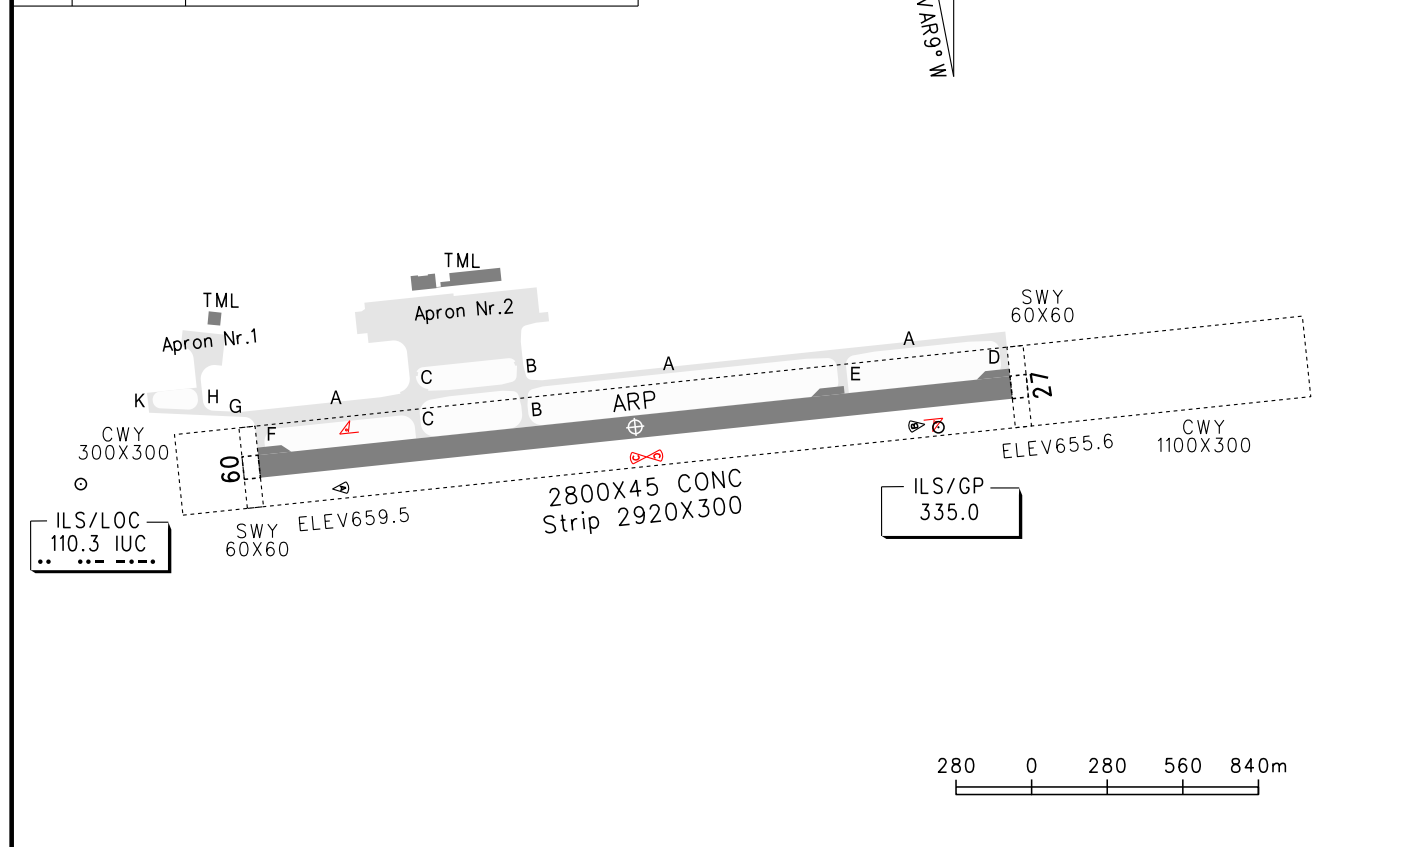 VAR9°W
TML
TML
Apron Nr.2
Apron Nr.1
SWY
60X60
A
A
B
C
D
E
A
K
H
G
F
C
B
ARP
27
09
CWY
300X300
CWY
1100X300
ELEV655.6
ILS/LOC
110.3 IUC
SWY
60X60
ELEV659.5
2800X45 CONC
Strip 2920X300
ILS/GP
335.0
280 0 280 560 840m